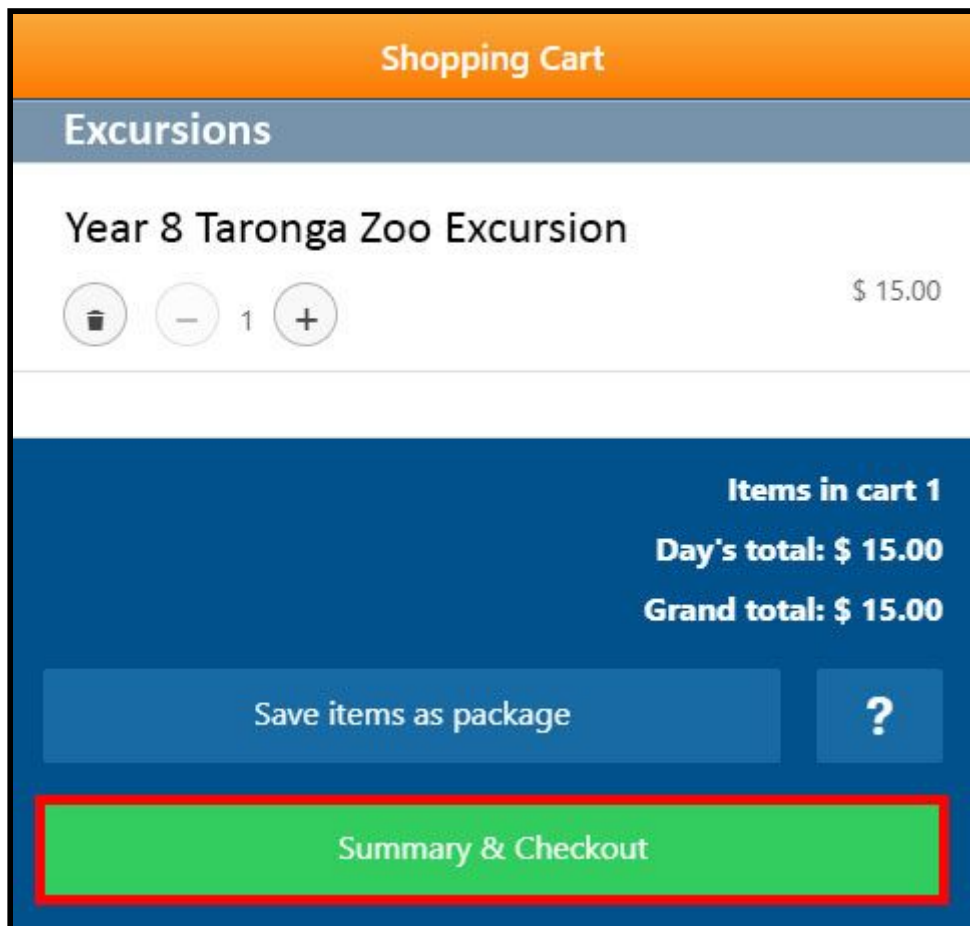 Shopping Cart
Excursions
Year 8 Taronga Zoo Excursion
− 1 +
$ 15.00
Items in cart 1
Day's total: $ 15.00
Grand total: $ 15.00
Save items as package
?
Summary & Checkout